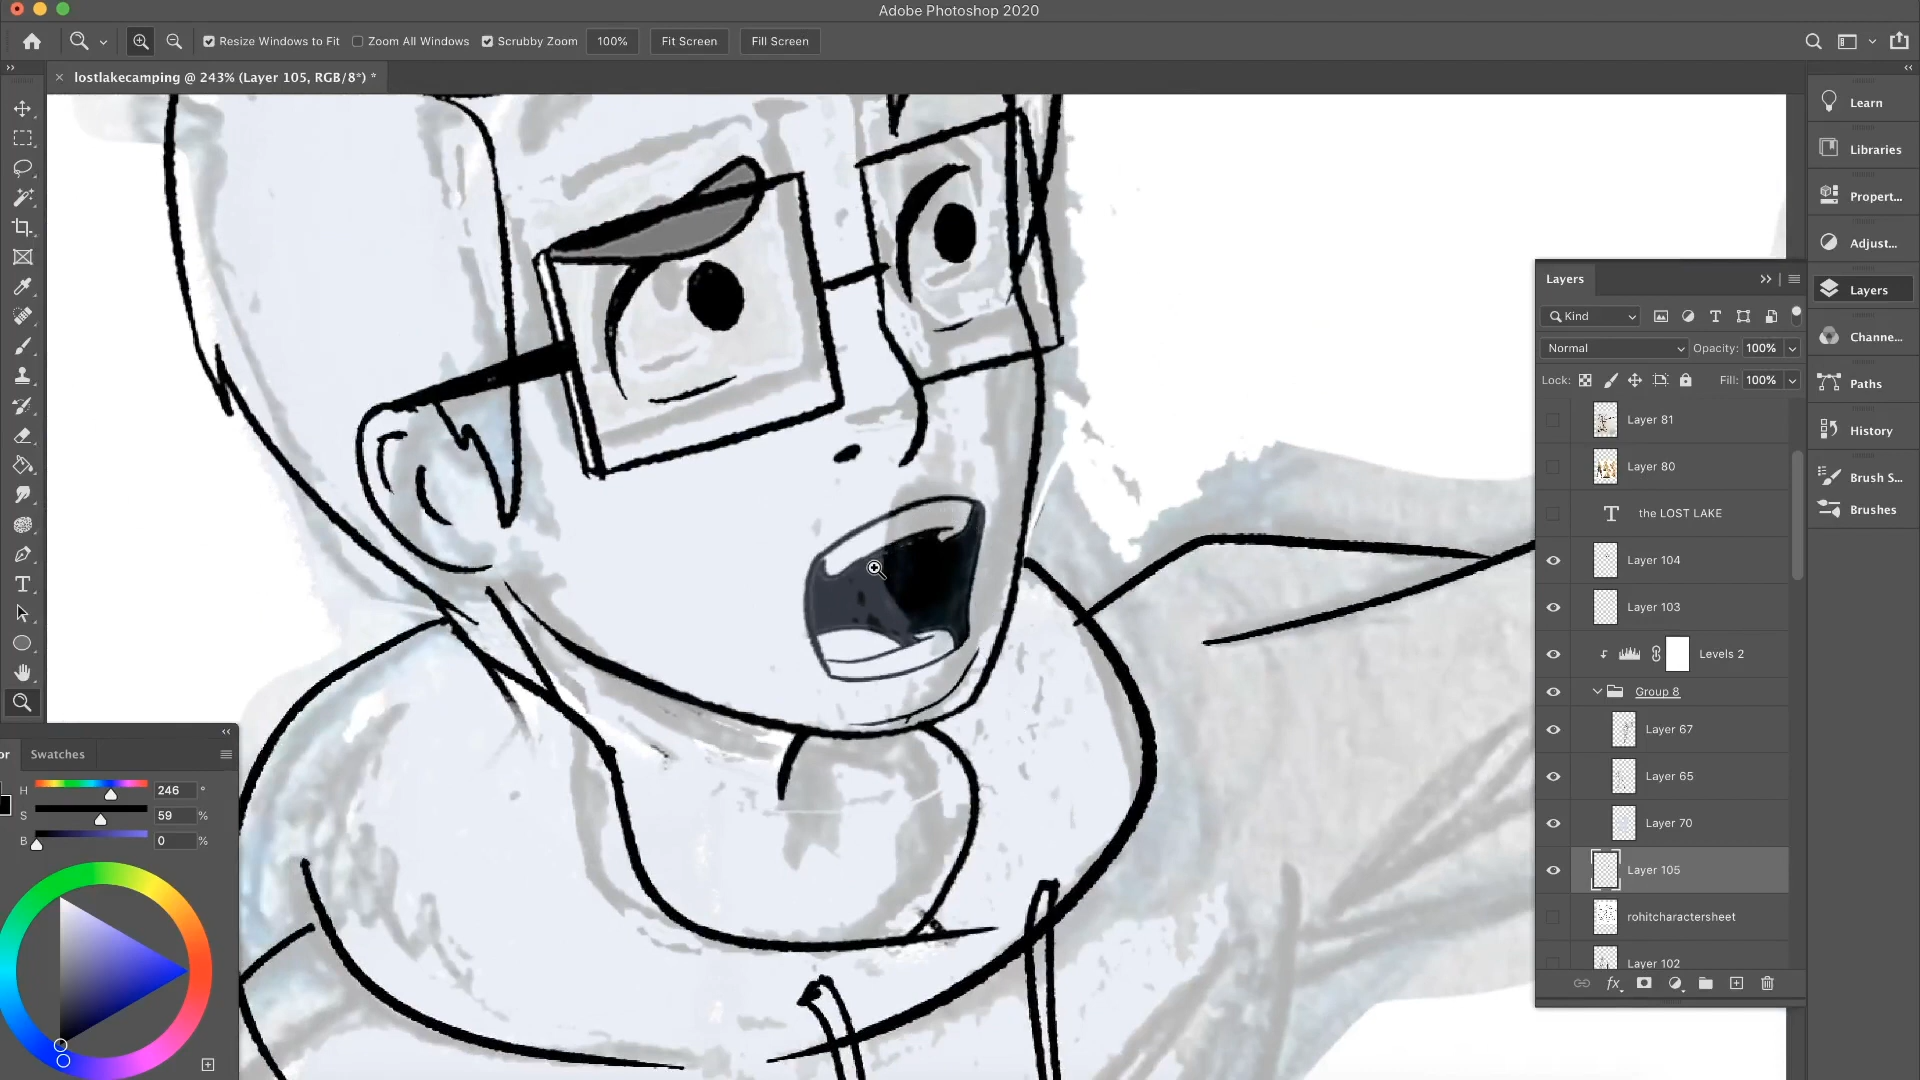 Adobe Photoshop 2020
Resize Windows to Fit Zoom All Windows Scrubby Zoom 100% Fit Screen Fill Screen
lostlakecamping @ 243% (Layer 105, RGB/8*) *
Learn
Libraries
Propert...
Adjust...
Layers
Channe...
Paths
History
Brush S...
Brushes
Layers
Kind
Normal Opacity: 100%
Lock: Fill: 100%
Layer 81
Layer 80
T the LOST LAKE
Layer 104
Layer 103
Levels 2
Group 8
Layer 67
Layer 65
Layer 70
Layer 105
rohitcharactersheet
Layer 102
fx
or Swatches
H 246 °
S 59 %
B 0 %